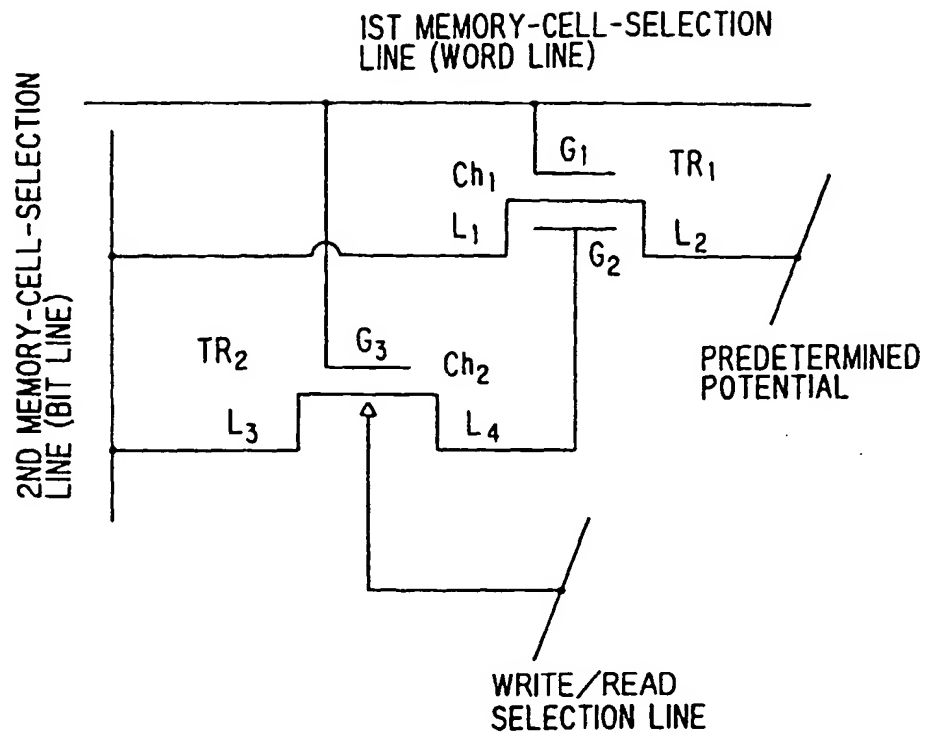 1ST MEMORY-CELL-SELECTION
LINE (WORD LINE)
2ND MEMORY-CELL-SELECTION
LINE (BIT LINE)
G1
TR1
Ch1
L1
L2
G2
TR2
G3
Ch2
PREDETERMINED
POTENTIAL
L3
L4
WRITE/READ
SELECTION LINE